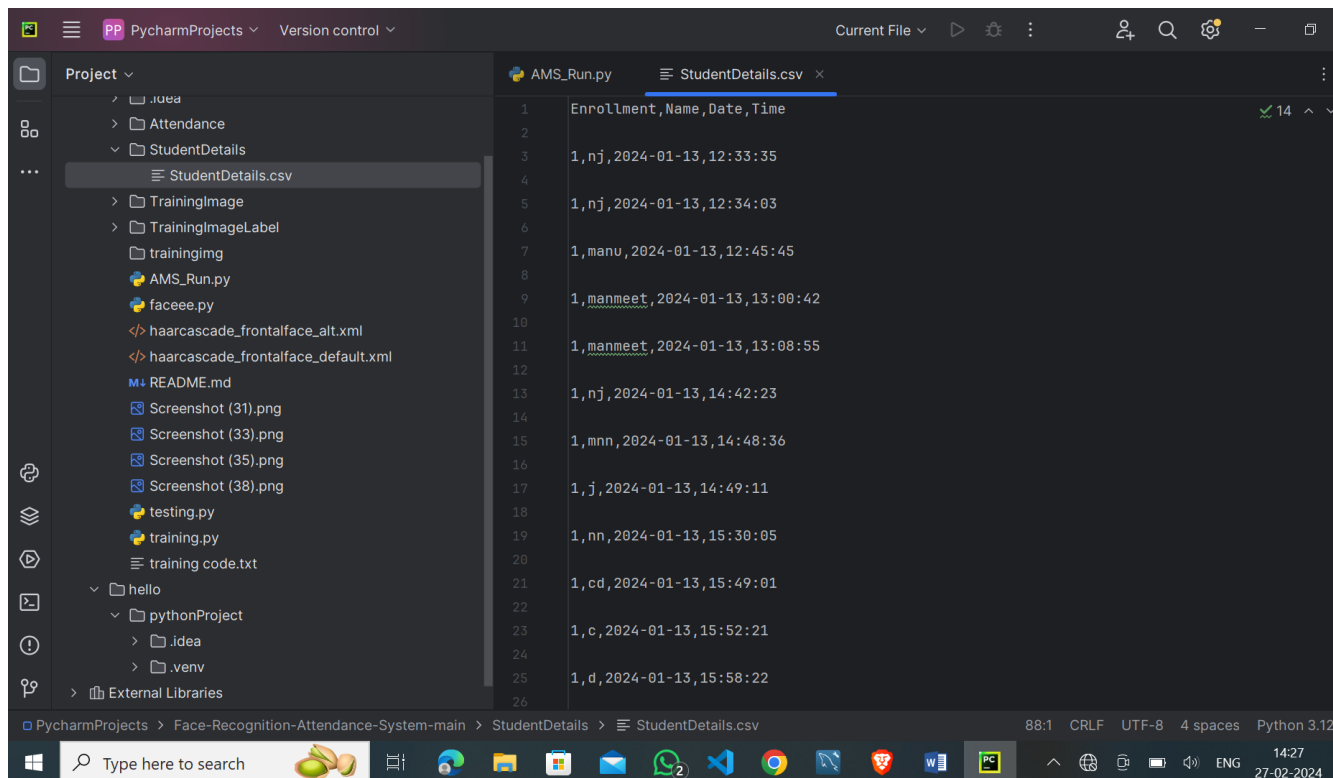 PP PycharmProjects Version control Current File
Project
.idea
Attendance
StudentDetails
StudentDetails.csv
TrainingImage
TrainingImageLabel
trainingimg
AMS_Run.py
faceee.py
</> haarcascade_frontalface_alt.xml
</> haarcascade_frontalface_default.xml
M↓ README.md
Screenshot (31).png
Screenshot (33).png
Screenshot (35).png
Screenshot (38).png
testing.py
training.py
training code.txt
hello
pythonProject
.idea
.venv
External Libraries
AMS_Run.py StudentDetails.csv
1 Enrollment,Name,Date,Time
2
3 1,nj,2024-01-13,12:33:35
4
5 1,nj,2024-01-13,12:34:03
6
7 1,manu,2024-01-13,12:45:45
8
9 1,manmeet,2024-01-13,13:00:42
10
11 1,manmeet,2024-01-13,13:08:55
12
13 1,nj,2024-01-13,14:42:23
14
15 1,mnn,2024-01-13,14:48:36
16
17 1,j,2024-01-13,14:49:11
18
19 1,nn,2024-01-13,15:30:05
20
21 1,cd,2024-01-13,15:49:01
22
23 1,c,2024-01-13,15:52:21
24
25 1,d,2024-01-13,15:58:22
26
14
PycharmProjects > Face-Recognition-Attendance-System-main > StudentDetails > StudentDetails.csv 88:1 CRLF UTF-8 4 spaces Python 3.12
Type here to search 2 W PC ENG 14:27
27-02-2024